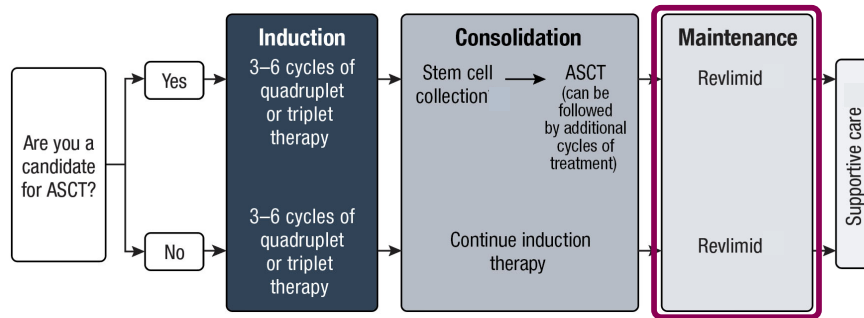 Are you a
candidate
for ASCT?
Yes
No
Induction
3–6 cycles of
quadruplet
or triplet
therapy
3–6 cycles of
quadruplet
or triplet
therapy
Consolidation
Stem cell
collection
ASCT
(can be
followed
by additional
cycles of
treatment)
Continue induction
therapy
Maintenance
Revlimid
Revlimid
Supportive care